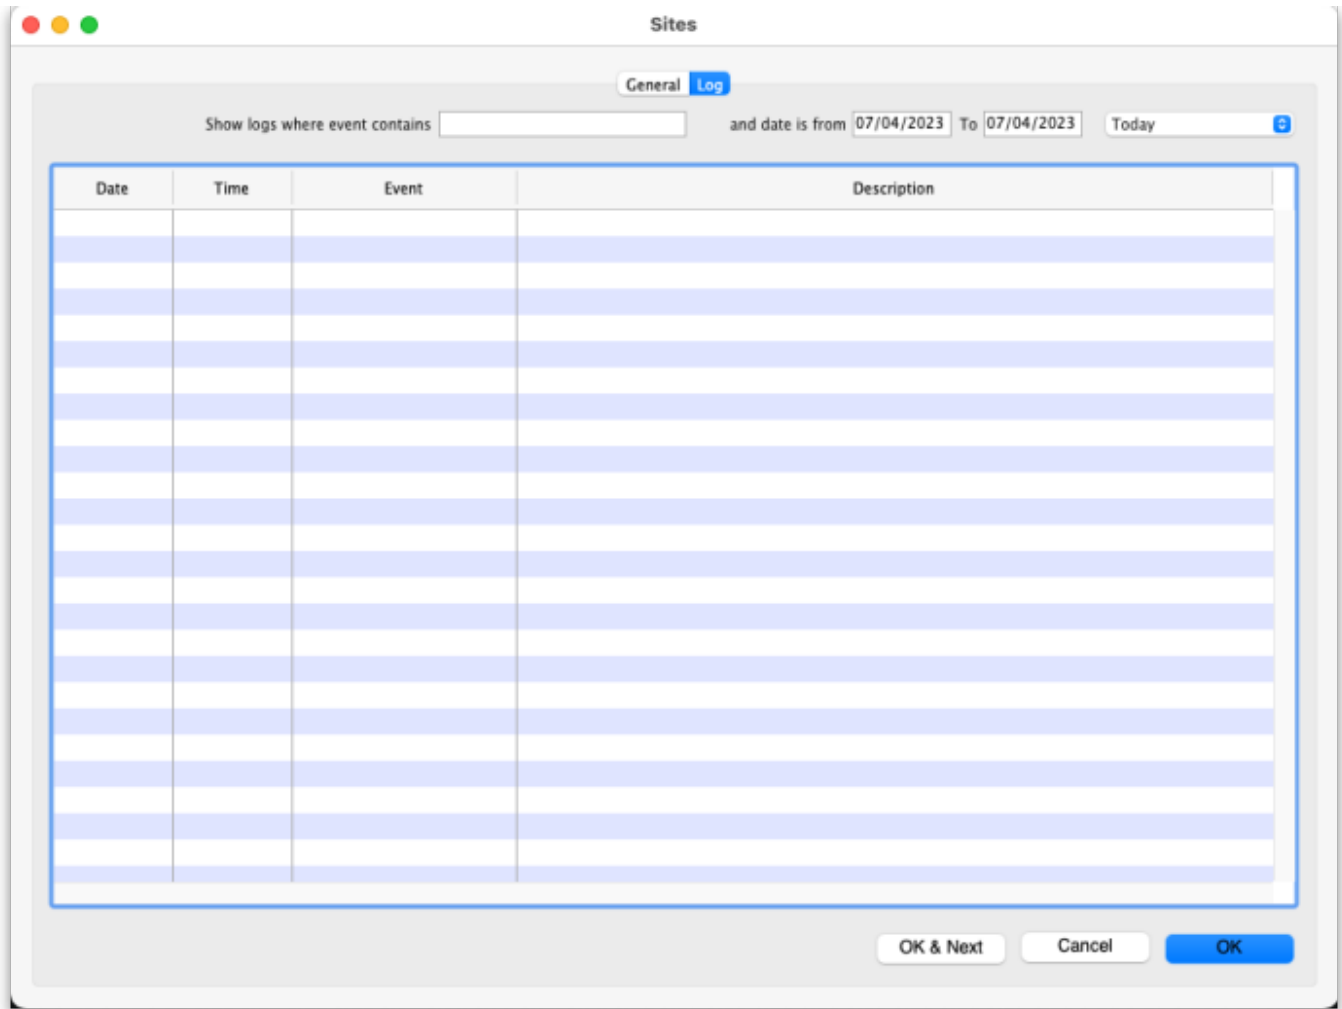 Sites
General Log
Show logs where event contains and date is from 07/04/2023 To 07/04/2023 Today
Date Time Event Description
OK & Next Cancel OK